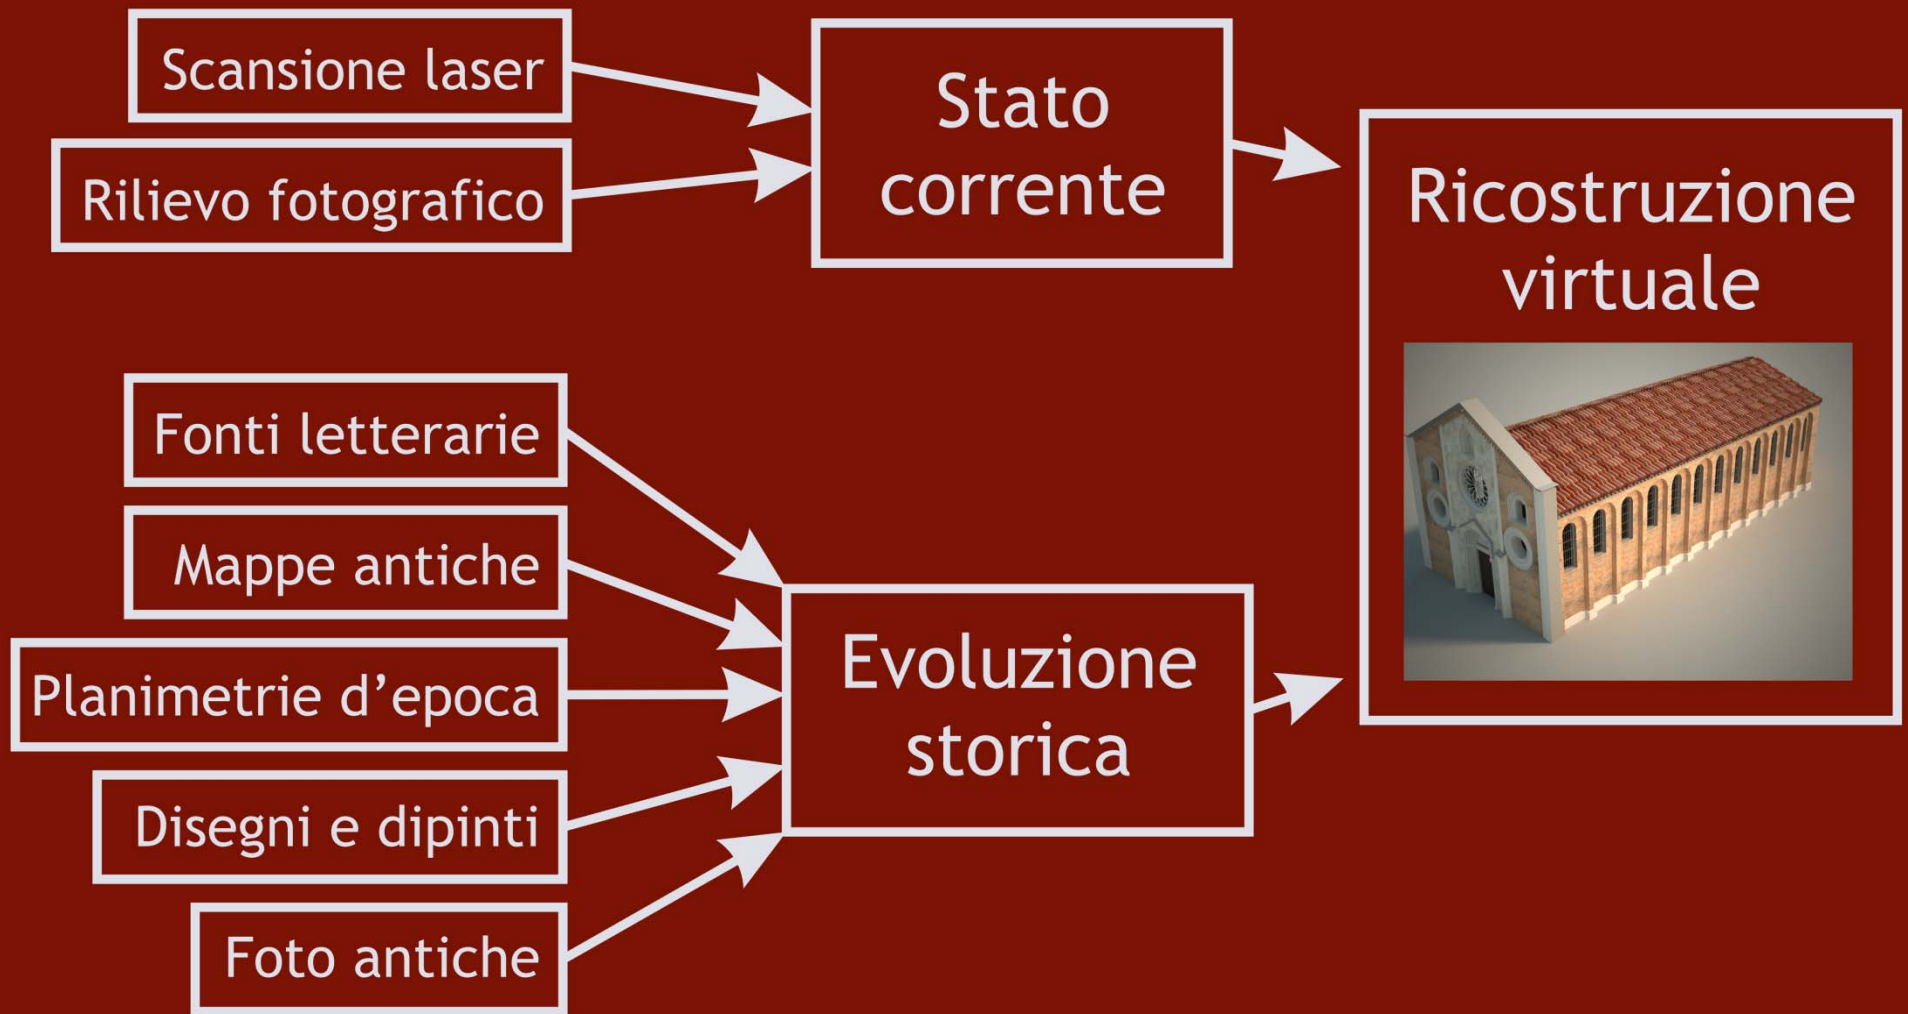 Scansione laser
Rilievo fotografico
Stato
corrente
Ricostruzione
virtuale
Fonti letterarie
Mappe antiche
Planimetrie d’epoca
Disegni e dipinti
Foto antiche
Evoluzione
storica